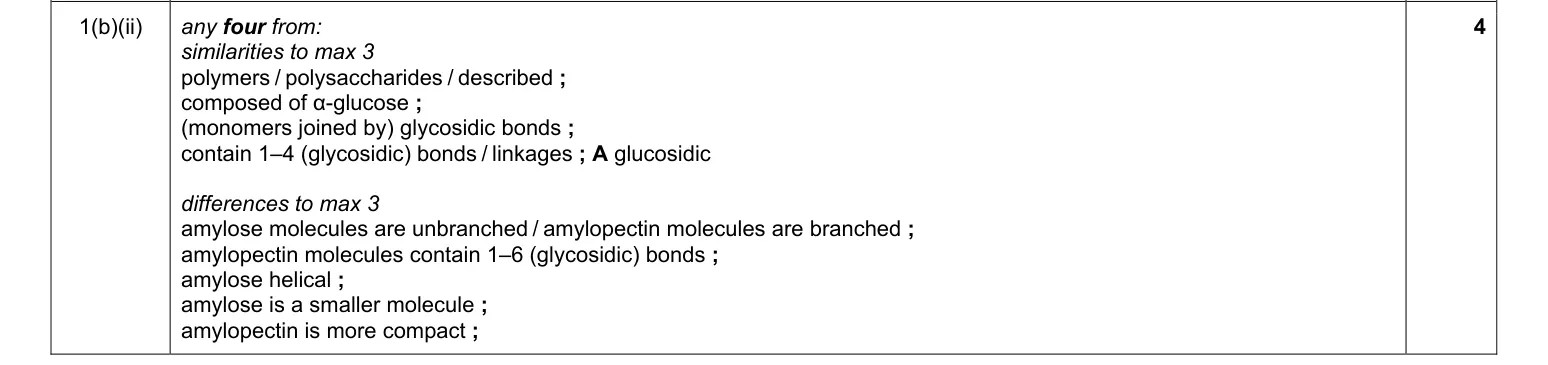 1(b)(ii) any four from: 4
similarities to max 3
polymers / polysaccharides / described ;
composed of α-glucose ;
(monomers joined by) glycosidic bonds ;
contain 1–4 (glycosidic) bonds / linkages ; A glucosidic
differences to max 3
amylose molecules are unbranched / amylopectin molecules are branched ;
amylopectin molecules contain 1–6 (glycosidic) bonds ;
amylose helical ;
amylose is a smaller molecule ;
amylopectin is more compact ;